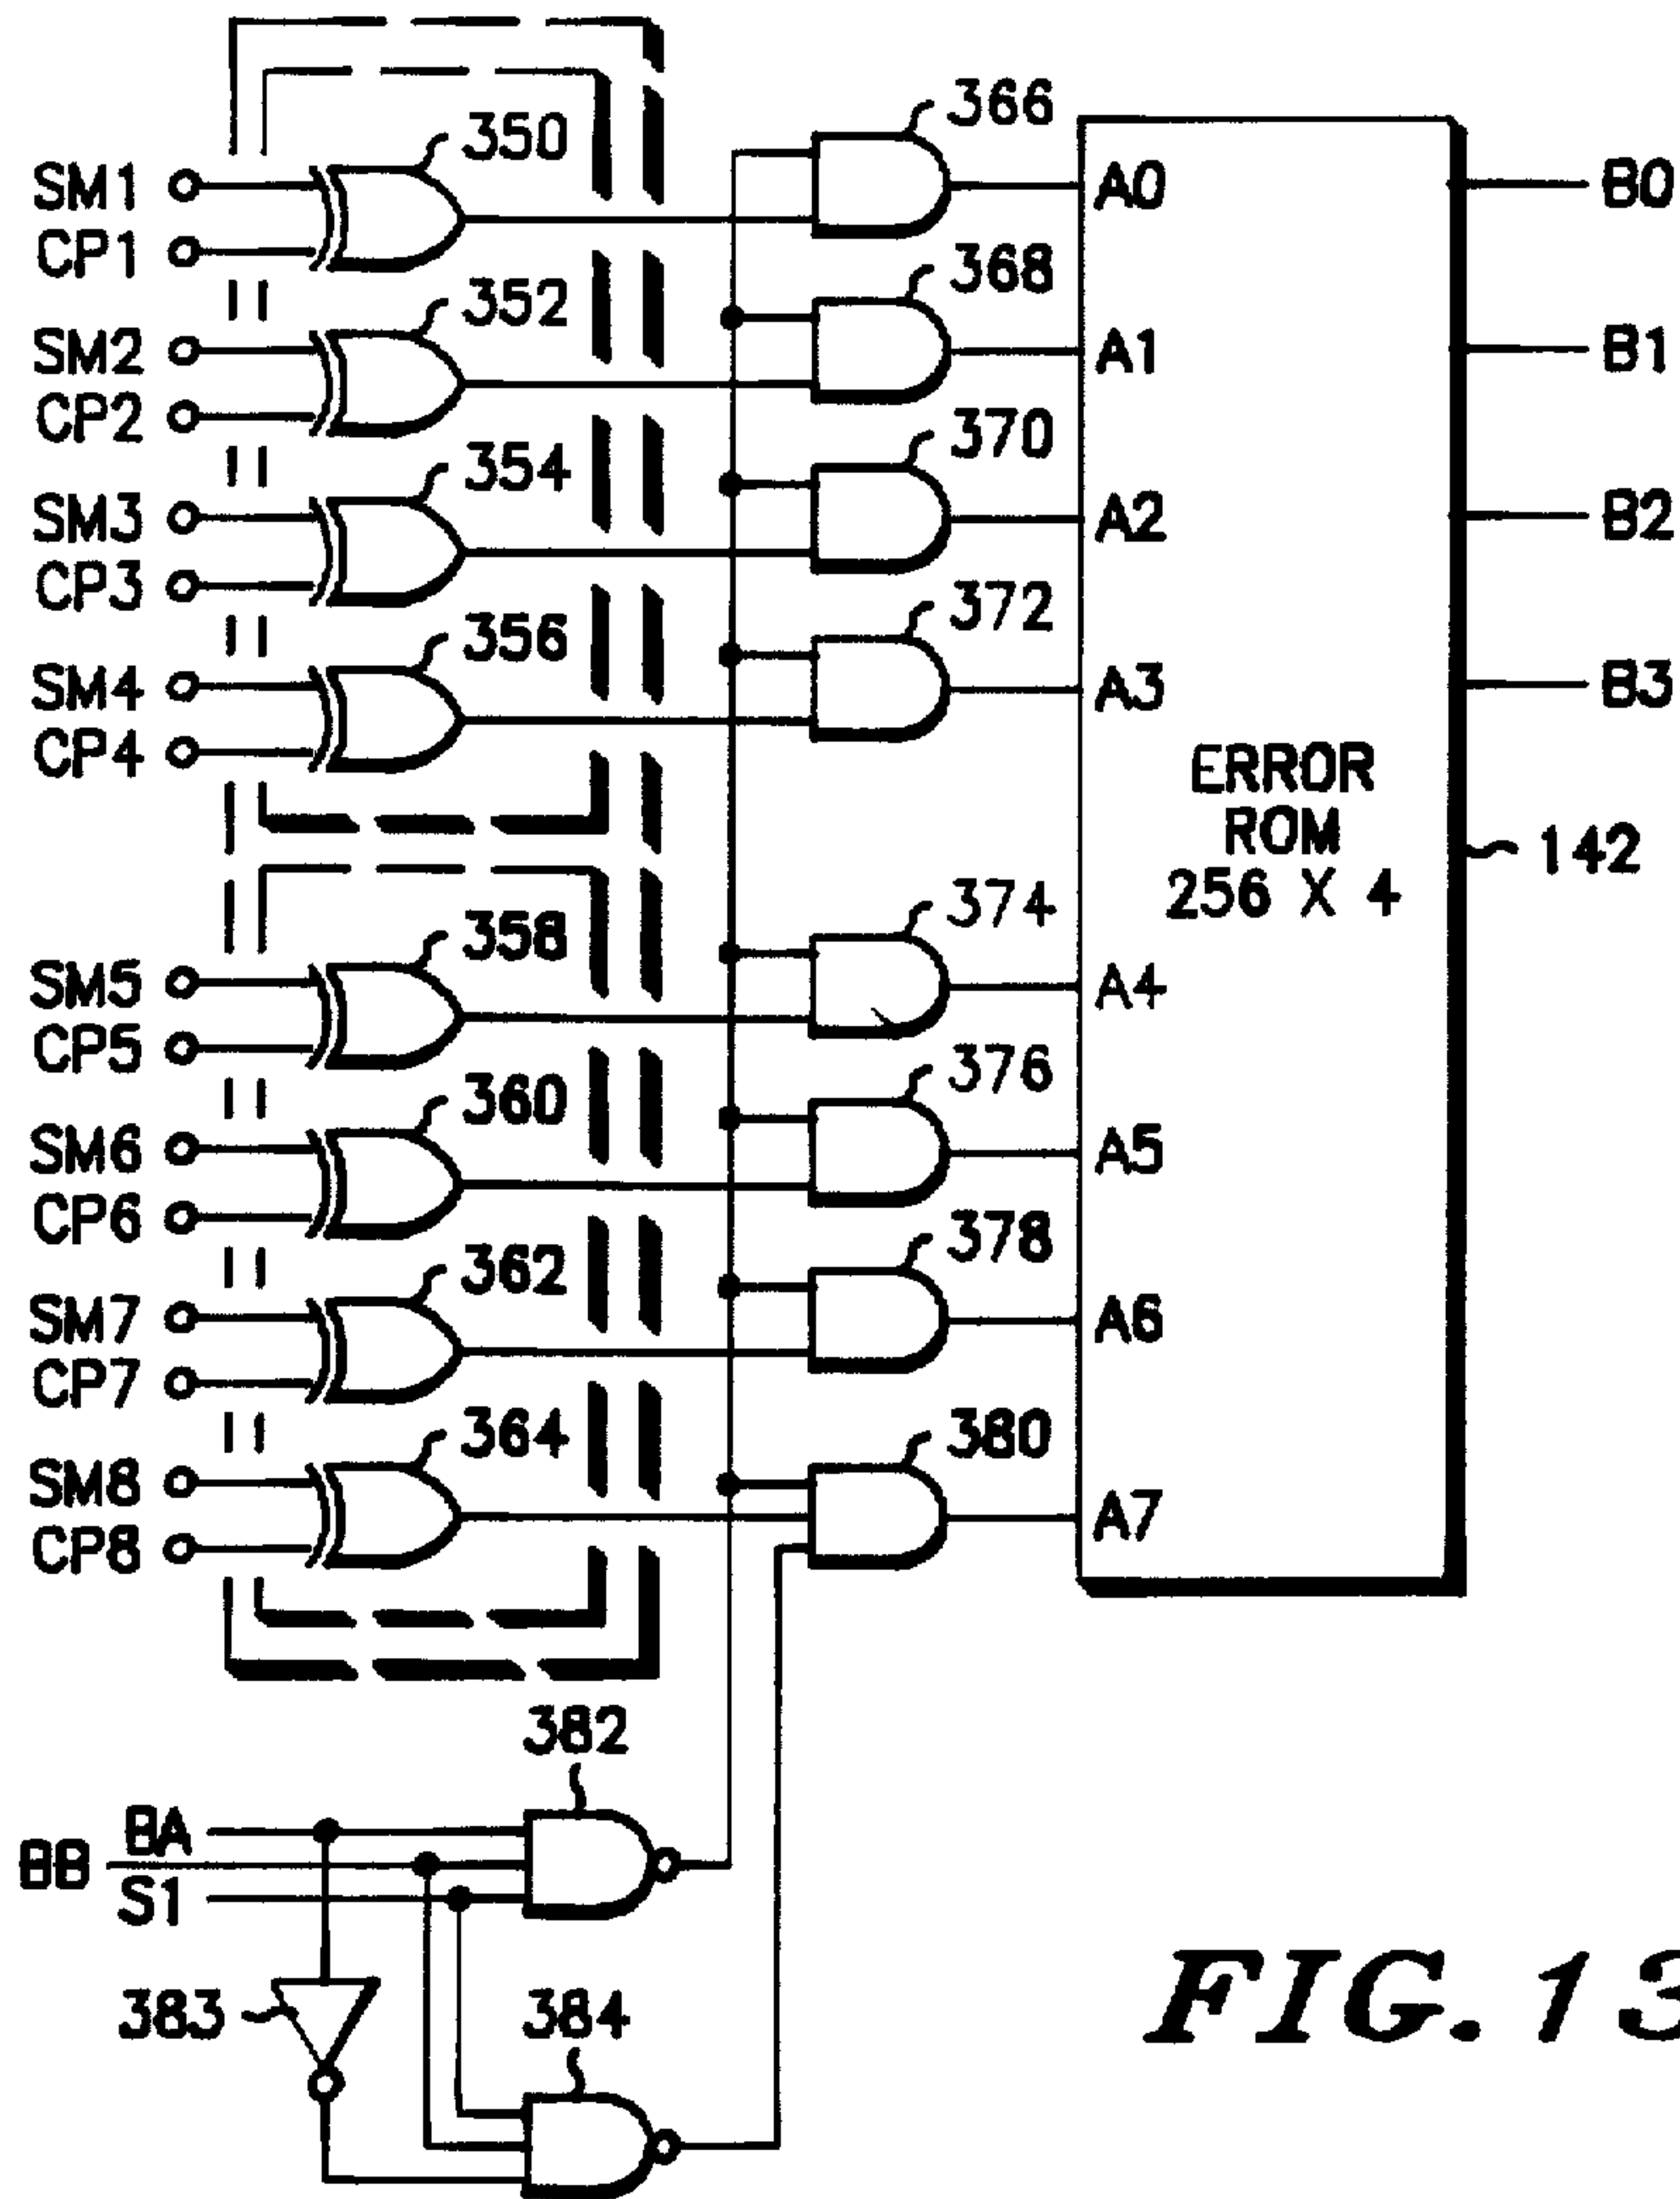 350
366
SM1
A0
B0
CP1
352
368
SM2
A1
B1
CP2
354
370
SM3
A2
B2
CP3
356
372
SM4
A3
B3
CP4
ERROR
ROM
256 X 4
142
358
374
SM5
A4
CP5
360
376
SM6
A5
CP6
362
378
SM7
A6
CP7
364
380
SM8
A7
CP8
382
BA
BB
S1
383
384
FIG. 13